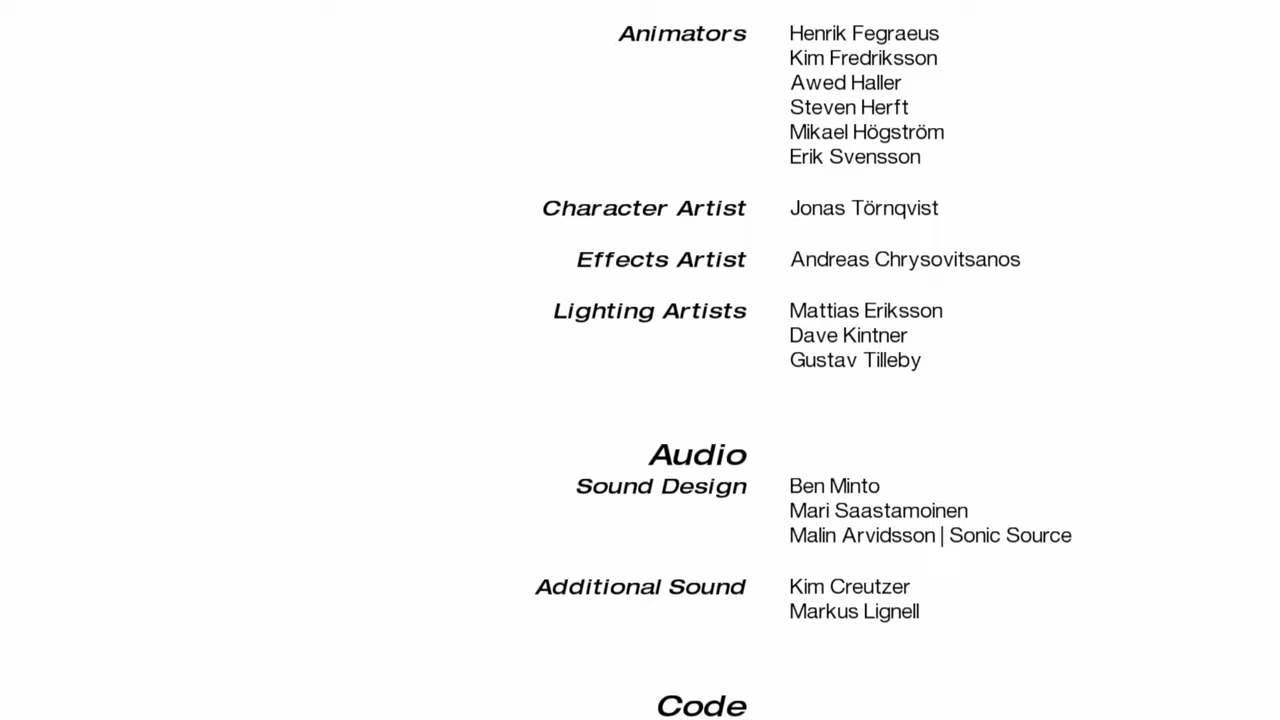 Animators Henrik Fegraeus
Kim Fredriksson
Awed Haller
Steven Herft
Mikael Högström
Erik Svensson
Character Artist Jonas Törnqvist
Effects Artist Andreas Chrysovitsanos
Lighting Artists Mattias Eriksson
Dave Kintner
Gustav Tilleby
Audio
Sound Design Ben Minto
Mari Saastamoinen
Malin Arvidsson | Sonic Source
Additional Sound Kim Creutzer
Markus Lignell
Code